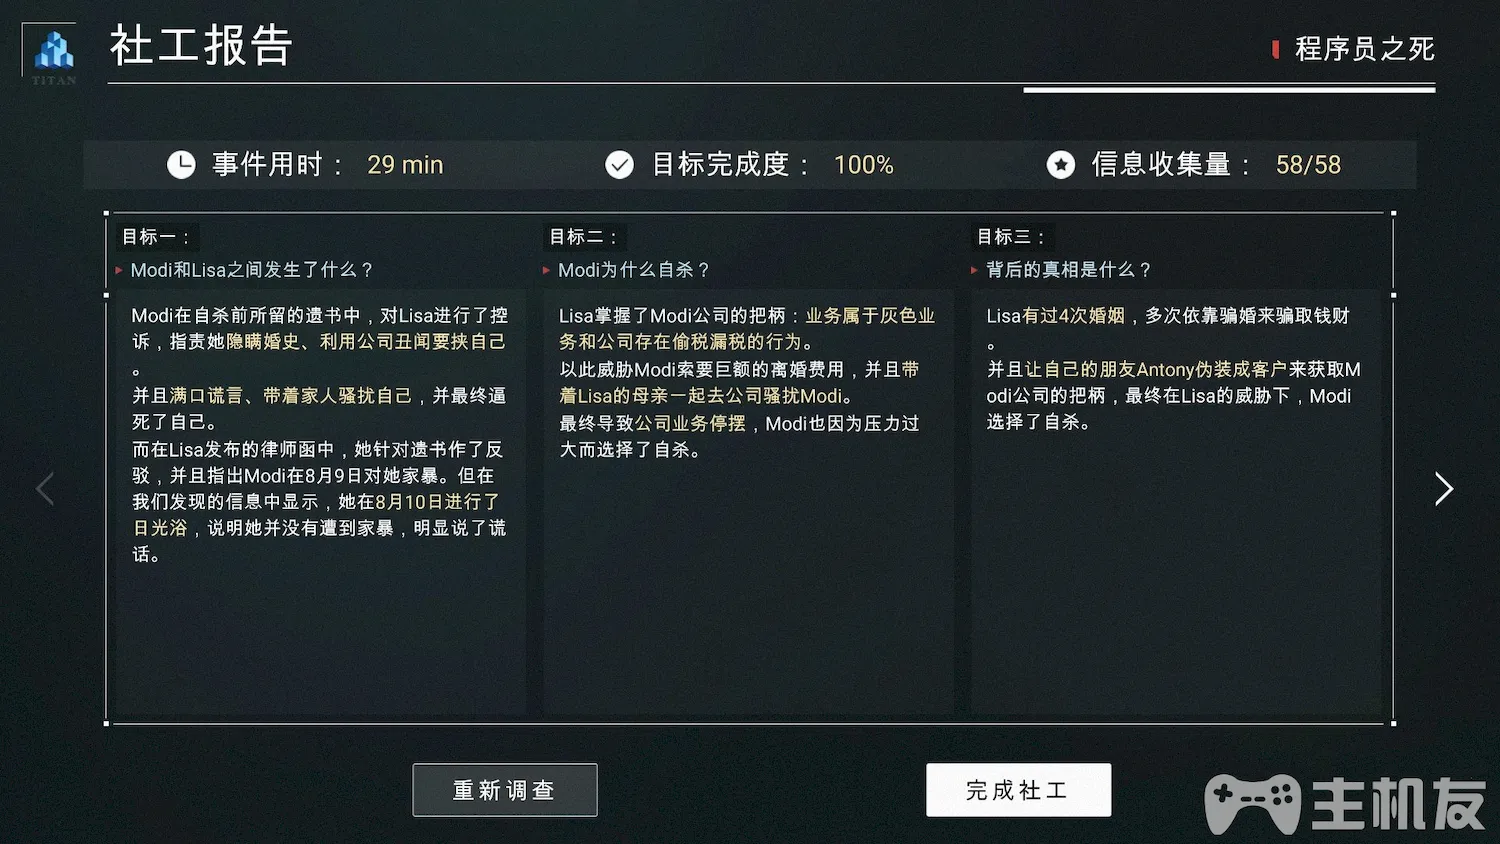 TITAN
社工报告
程序员之死
事件用时： 29 min
目标完成度： 100%
信息收集量： 58/58
目标一：
Modi和Lisa之间发生了什么？
Modi在自杀前所留的遗书中，对Lisa进行了控
诉，指责她隐瞒婚史、利用公司丑闻要挟自己
。
并且满口谎言、带着家人骚扰自己，并最终逼
死了自己。
而在Lisa发布的律师函中，她针对遗书作了反
驳，并且指出Modi在8月9日对她家暴。但在
我们发现的信息中显示，她在8月10日进行了
日光浴，说明她并没有遭到家暴，明显说了谎
话。
目标二：
Modi为什么自杀？
Lisa掌握了Modi公司的把柄：业务属于灰色业
务和公司存在偷税漏税的行为。
以此威胁Modi索要巨额的离婚费用，并且带
着Lisa的母亲一起去公司骚扰Modi。
最终导致公司业务停摆，Modi也因为压力过
大而选择了自杀。
目标三：
背后的真相是什么？
Lisa有过4次婚姻，多次依靠骗婚来骗取钱财
。
并且让自己的朋友Antony伪装成客户来获取M
odi公司的把柄，最终在Lisa的威胁下，Modi
选择了自杀。
重新调查
完成社工
主机友